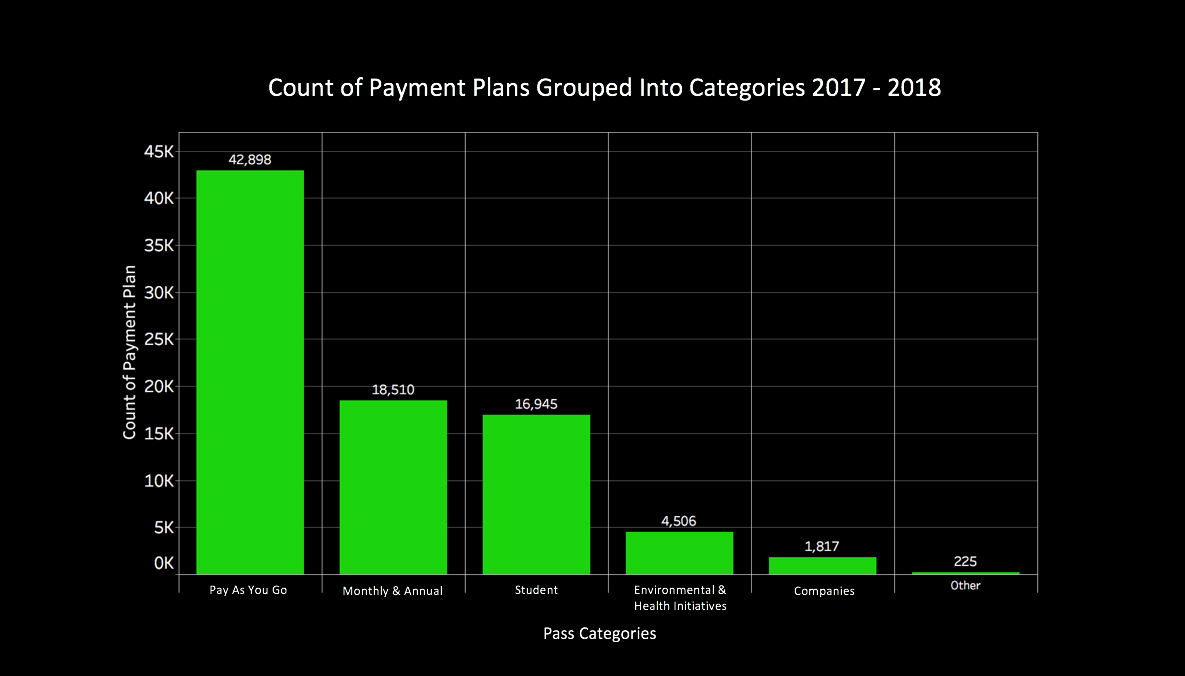 Count of Payment Plans Grouped Into Categories 2017 - 2018
Count of Payment Plan
45K
40K
35K
30K
25K
20K
15K
10K
5K
0K
42,898
18,510
16,945
4,506
1,817
225
Pay As You Go
Monthly & Annual
Student
Environmental &
Health Initiatives
Companies
Other
Pass Categories